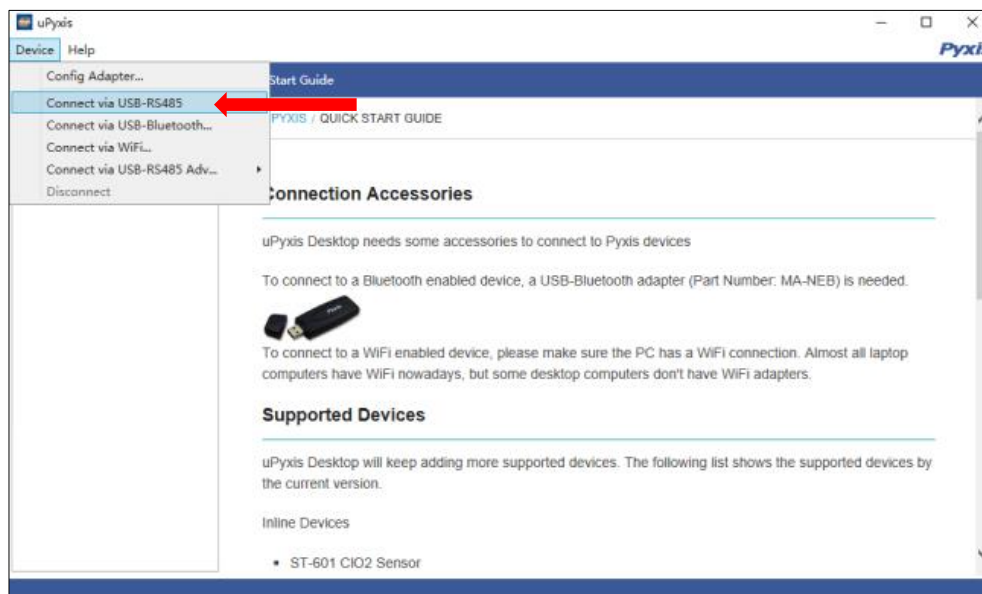 uPyxis
Device Help
Pyxi
Config Adapter...
Connect via USB-RS485
Connect via USB-Bluetooth...
Connect via WiFi...
Connect via USB-RS485 Adv...
Disconnect
Start Guide
PYXIS / QUICK START GUIDE
Connection Accessories
uPyxis Desktop needs some accessories to connect to Pyxis devices
To connect to a Bluetooth enabled device, a USB-Bluetooth adapter (Part Number: MA-NEB) is needed.
To connect to a WiFi enabled device, please make sure the PC has a WiFi connection. Almost all laptop
computers have WiFi nowadays, but some desktop computers don't have WiFi adapters.
Supported Devices
uPyxis Desktop will keep adding more supported devices. The following list shows the supported devices by
the current version.
Inline Devices
• ST-601 ClO2 Sensor